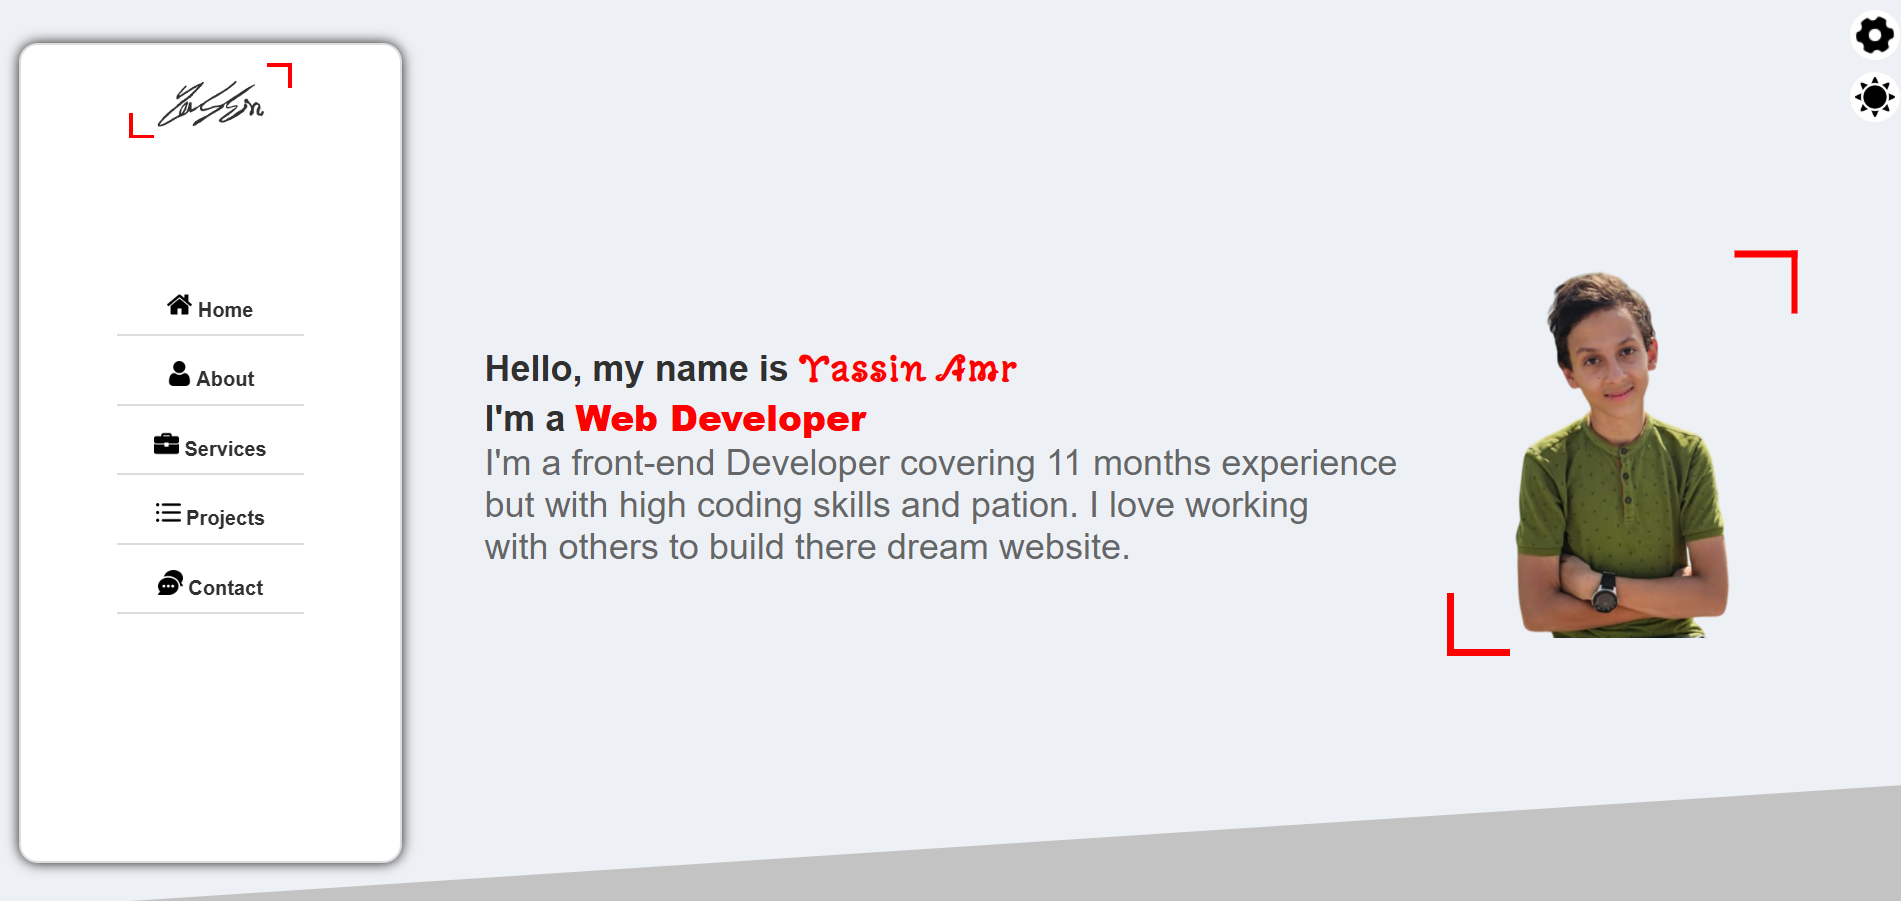 Yassin
Home
About
Services
Projects
Contact
Hello, my name is Yassin Amr
I'm a Web Developer
I'm a front-end Developer covering 11 months experience
but with high coding skills and pation. I love working
with others to build there dream website.